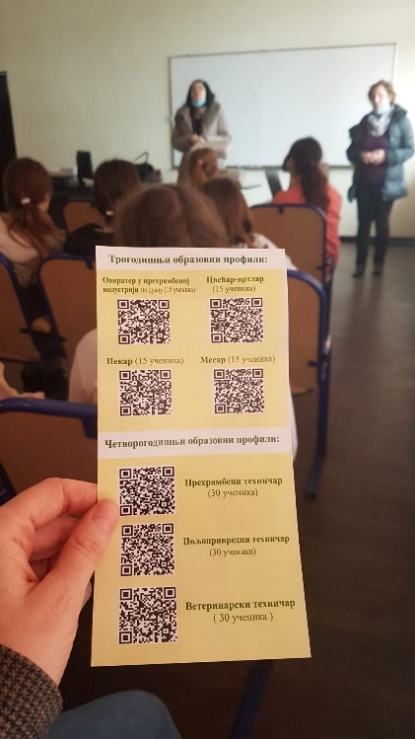 Трогодишњи образовни профили:
Оператер у прехрамбеној
индустрији по дуалу (15 ученика)
Цвећар-вртлар
(15 ученика)
Пекар (15 ученика)
Месар (15 ученика)
Четворогодишњи образовни профили:
Прехрамбени техничар
(30 ученика)
Пољопривредни техничар
(30 ученика)
Ветеринарски техничар
( 30 ученика )